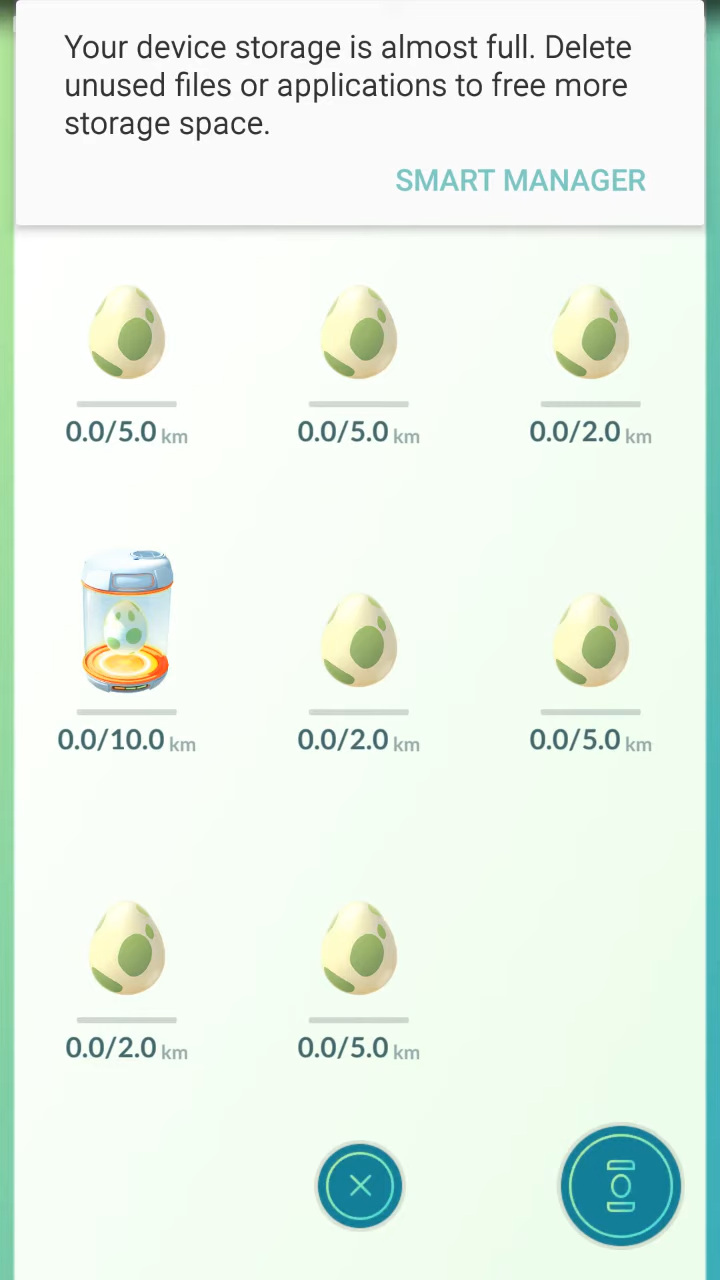 Your device storage is almost full. Delete
unused files or applications to free more
storage space.
SMART MANAGER
0.0/5.0 km
0.0/5.0 km
0.0/2.0 km
0.0/10.0 km
0.0/2.0 km
0.0/5.0 km
0.0/2.0 km
0.0/5.0 km